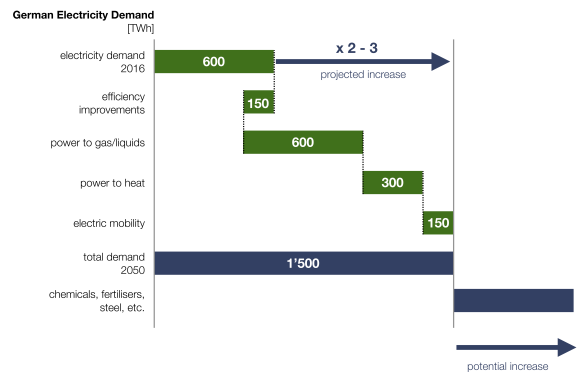 German Electricity Demand
[TWh]
x 2 - 3
electricity demand
2016
600
projected increase
efficiency
improvements
150
power to gas/liquids
600
power to heat
300
electric mobility
150
total demand
2050
1'500
chemicals, fertilisers,
steel, etc.
potential increase